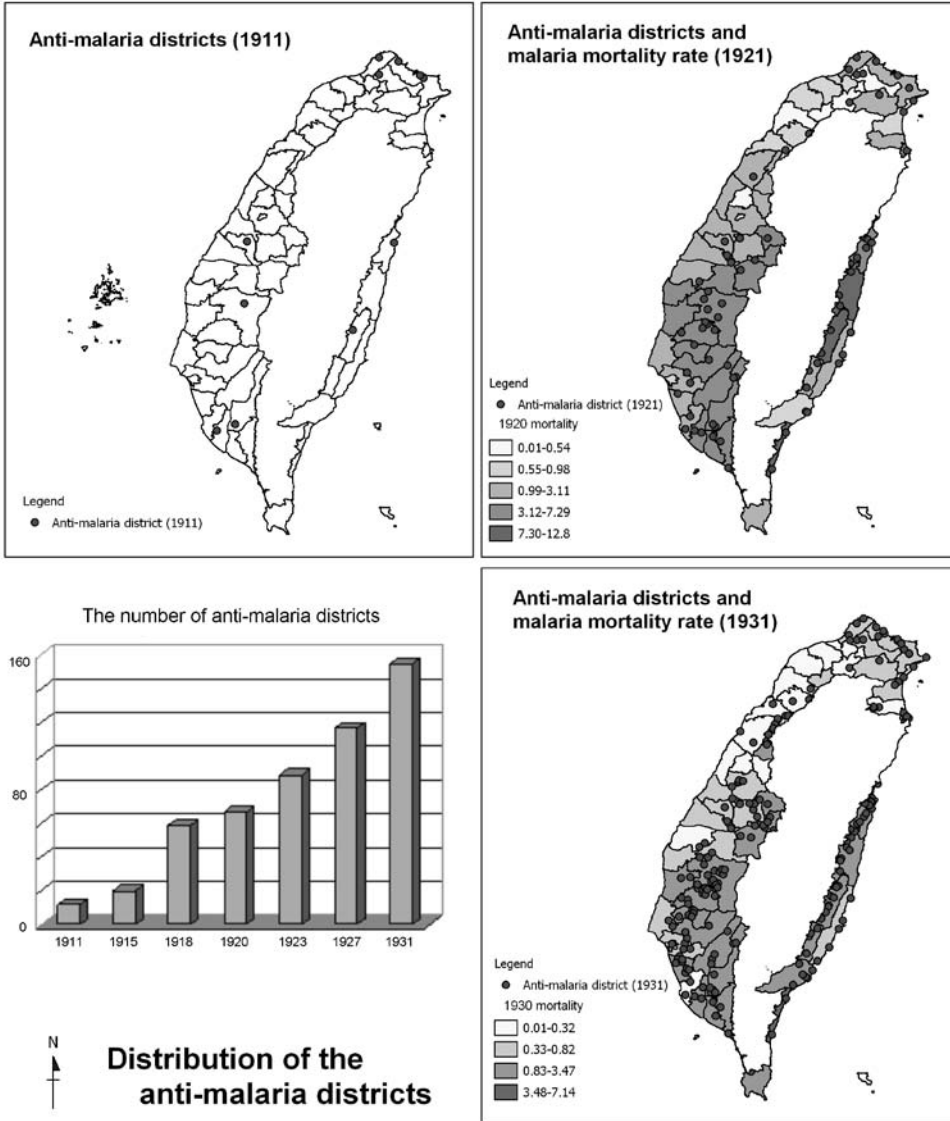 Anti-malaria districts (1911)
Legend
Anti-malaria district (1911)
Anti-malaria districts and
malaria mortality rate (1921)
Legend
Anti-malaria district (1921)
1920 mortality
0.01-0.54
0.55-0.98
0.99-3.11
3.12-7.29
7.30-12.8
The number of anti-malaria districts
160
80
0
1911 1915 1918 1920 1923 1927 1931
N
Distribution of the
anti-malaria districts
Anti-malaria districts and
malaria mortality rate (1931)
Legend
Anti-malaria district (1931)
1930 mortality
0.01-0.32
0.33-0.82
0.83-3.47
3.48-7.14